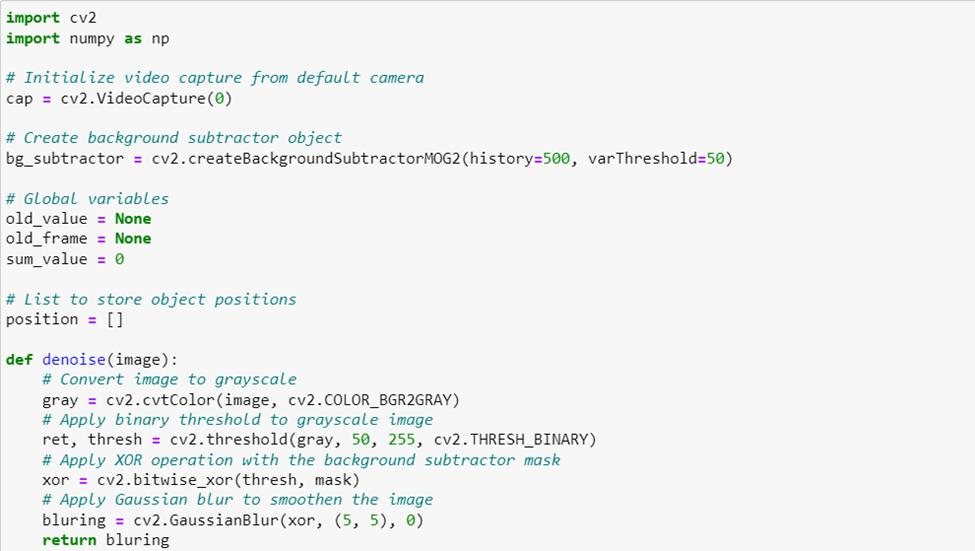 import cv2
import numpy as np
# Initialize video capture from default camera
cap = cv2.VideoCapture(0)
# Create background subtractor object
bg_subtractor = cv2.createBackgroundSubtractorMOG2(history=500, varThreshold=50)
# Global variables
old_value = None
old_frame = None
sum_value = 0
# List to store object positions
position = []
def denoise(image):
    # Convert image to grayscale
    gray = cv2.cvtColor(image, cv2.COLOR_BGR2GRAY)
    # Apply binary threshold to grayscale image
    ret, thresh = cv2.threshold(gray, 50, 255, cv2.THRESH_BINARY)
    # Apply XOR operation with the background subtractor mask
    xor = cv2.bitwise_xor(thresh, mask)
    # Apply Gaussian blur to smoothen the image
    bluring = cv2.GaussianBlur(xor, (5, 5), 0)
    return bluring